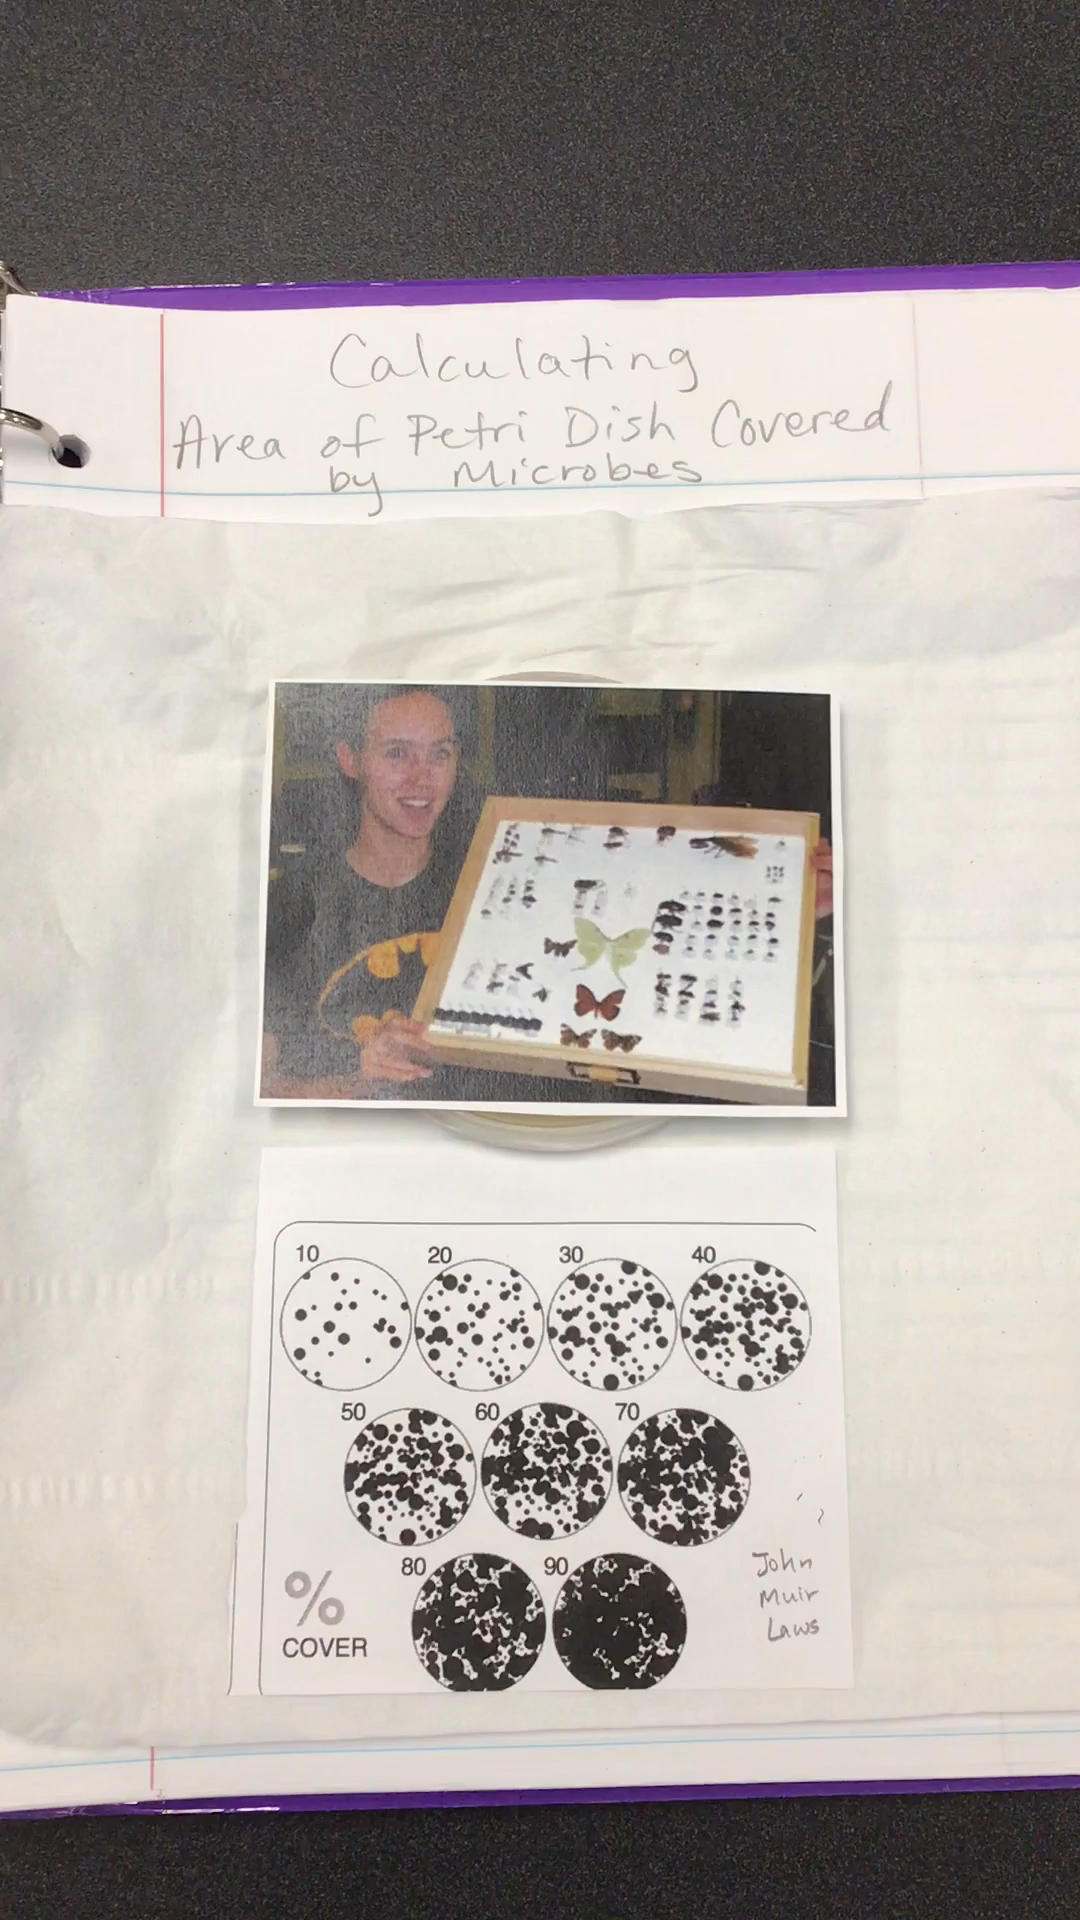 Calculating
Area of Petri Dish Covered
by Microbes
10 20 30 40
50 60 70
80 90
%
COVER
John
Muir
Laws